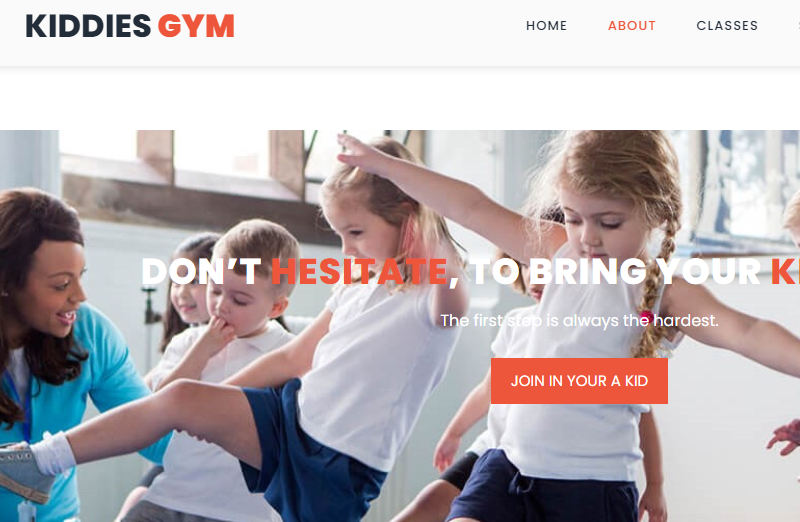 KIDDIES GYM
HOME ABOUT CLASSES
DON'T HESITATE, TO BRING YOUR
The first step is always the hardest.
JOIN IN YOUR A KID